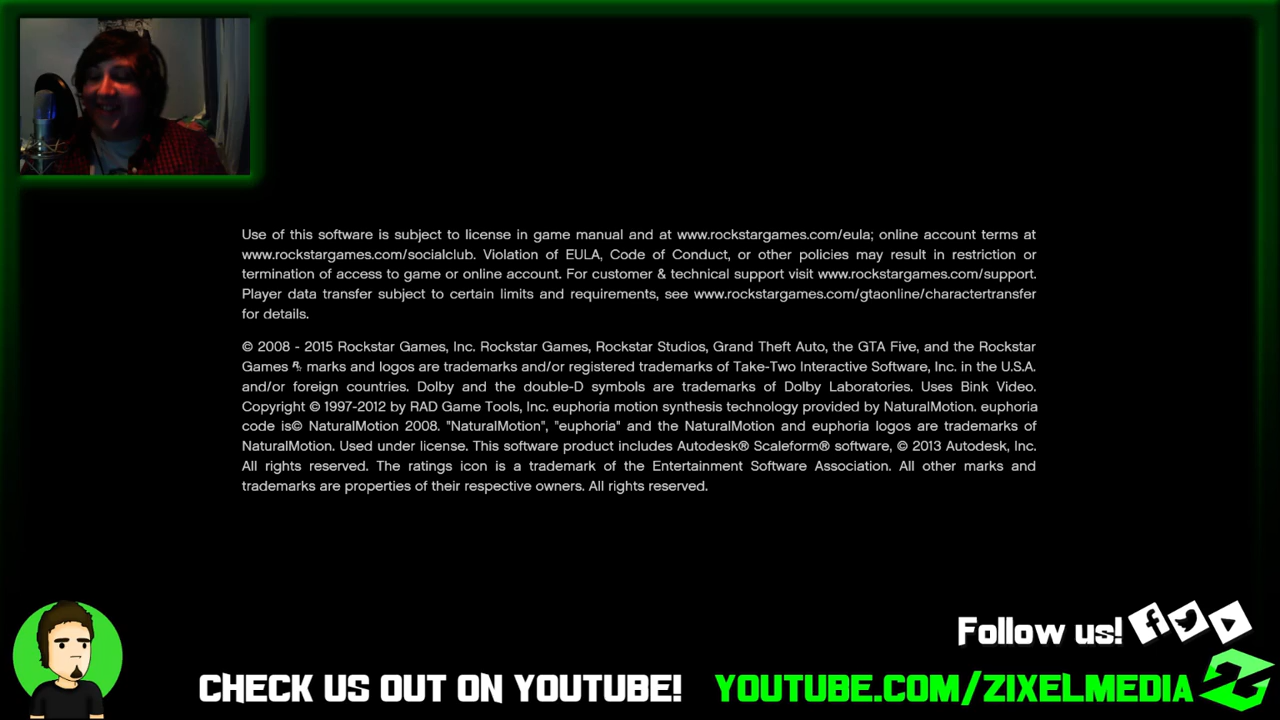 Use of this software is subject to license in game manual and at www.rockstargames.com/eula; online account terms at
www.rockstargames.com/socialclub. Violation of EULA, Code of Conduct, or other policies may result in restriction or
termination of access to game or online account. For customer & technical support visit www.rockstargames.com/support.
Player data transfer subject to certain limits and requirements, see www.rockstargames.com/gtaonline/charactertransfer
for details.
© 2008 - 2015 Rockstar Games, Inc. Rockstar Games, Rockstar Studios, Grand Theft Auto, the GTA Five, and the Rockstar
Games R* marks and logos are trademarks and/or registered trademarks of Take-Two Interactive Software, Inc. in the U.S.A.
and/or foreign countries. Dolby and the double-D symbols are trademarks of Dolby Laboratories. Uses Bink Video.
Copyright © 1997-2012 by RAD Game Tools, Inc. euphoria motion synthesis technology provided by NaturalMotion. euphoria
code is© NaturalMotion 2008. "NaturalMotion", "euphoria" and the NaturalMotion and euphoria logos are trademarks of
NaturalMotion. Used under license. This software product includes Autodesk® Scaleform® software, © 2013 Autodesk, Inc.
All rights reserved. The ratings icon is a trademark of the Entertainment Software Association. All other marks and
trademarks are properties of their respective owners. All rights reserved.
Follow us!
CHECK US OUT ON YOUTUBE! YOUTUBE.COM/ZIXELMEDIA